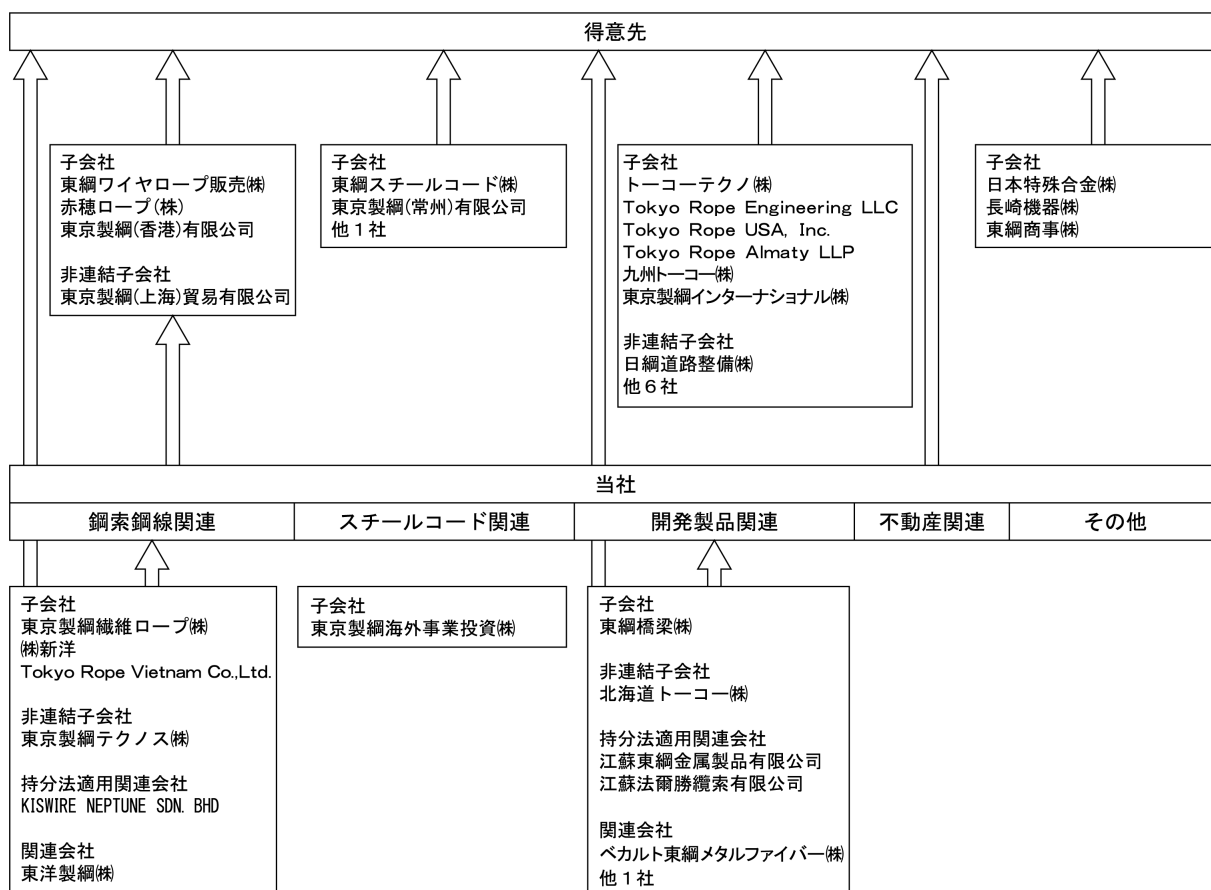 得意先
子会社
東綱ワイヤロープ販売㈱
赤穂ロープ(株)
東京製綱(香港)有限公司
非連結子会社
東京製綱(上海)貿易有限公司
子会社
東綱スチールコード㈱
東京製綱(常州)有限公司
他1社
子会社
トーコーテクノ㈱
Tokyo Rope Engineering LLC
Tokyo Rope USA, Inc.
Tokyo Rope Almaty LLP
九州トーコー㈱
東京製綱インターナショナル㈱
非連結子会社
日綱道路整備㈱
他6社
子会社
日本特殊合金㈱
長崎機器㈱
東綱商事㈱
当社
鋼索鋼線関連
スチールコード関連
開発製品関連
不動産関連
その他
子会社
東京製綱繊維ロープ㈱
㈱新洋
Tokyo Rope Vietnam Co.,Ltd.
非連結子会社
東京製綱テクノス㈱
持分法適用関連会社
KISWIRE NEPTUNE SDN. BHD
関連会社
東洋製綱㈱
子会社
東京製綱海外事業投資㈱
子会社
東綱橋梁㈱
非連結子会社
北海道トーコー㈱
持分法適用関連会社
江蘇東綱金属製品有限公司
江蘇法爾勝纜索有限公司
関連会社
ベカルト東綱メタルファイバー㈱
他1社